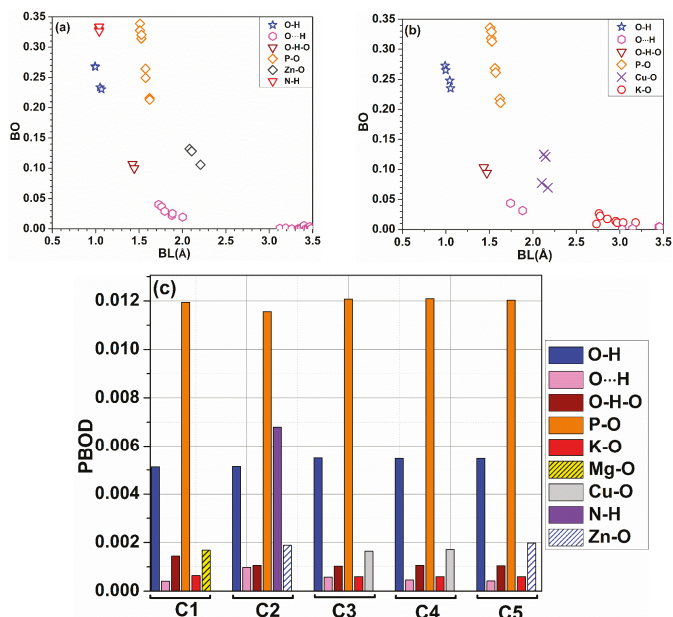 (a)
O-H
O···H
O-H-O
P-O
Zn-O
N-H
BO
0.35
0.30
0.25
0.20
0.15
0.10
0.05
0.00
0.5 1.0 1.5 2.0 2.5 3.0 3.5
BL(Å)
(b)
O-H
O···H
O-H-O
P-O
Cu-O
K-O
BO
0.35
0.30
0.25
0.20
0.15
0.10
0.05
0.00
0.5 1.0 1.5 2.0 2.5 3.0 3.5
BL(Å)
(c)
PBOD
0.012
0.010
0.008
0.006
0.004
0.002
0.000
C1 C2 C3 C4 C5
O-H
O···H
O-H-O
P-O
K-O
Mg-O
Cu-O
N-H
Zn-O